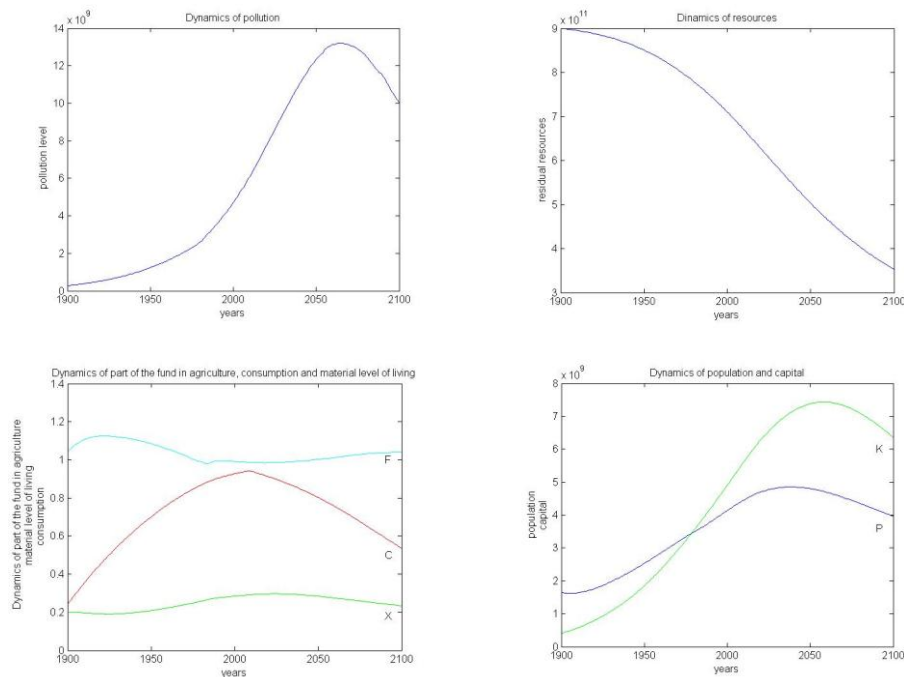 Dynamics of pollution
x 10^9
14
12
10
8
6
4
2
0
pollution level
1900 1950 2000 2050 2100
years
Dinamics of resources
x 10^11
9
8
7
6
5
4
3
residual resources
1900 1950 2000 2050 2100
years
Dynamics of part of the fund in agriculture, consumption and material level of living
1.4
1.2
1
0.8
0.6
0.4
0.2
0
Dynamics of part of the fund in agriculture
material level of living
consumption
F
C
X
1900 1950 2000 2050 2100
years
Dynamics of population and capital
x 10^9
8
7
6
5
4
3
2
1
0
population
capital
K
P
1900 1950 2000 2050 2100
years